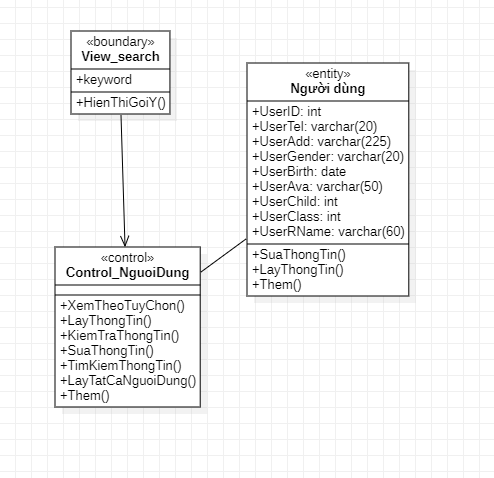 «boundary»
View_search
+keyword
+HienThiGoiY()
«entity»
Người dùng
+UserID: int
+UserTel: varchar(20)
+UserAdd: varchar(225)
+UserGender: varchar(20)
+UserBirth: date
+UserAva: varchar(50)
+UserChild: int
+UserClass: int
+UserRName: varchar(60)
+SuaThongTin()
+LayThongTin()
+Them()
«control»
Control_NguoiDung
+XemTheoTuyChon()
+LayThongTin()
+KiemTraThongTin()
+SuaThongTin()
+TimKiemThongTin()
+LayTatCaNguoiDung()
+Them()